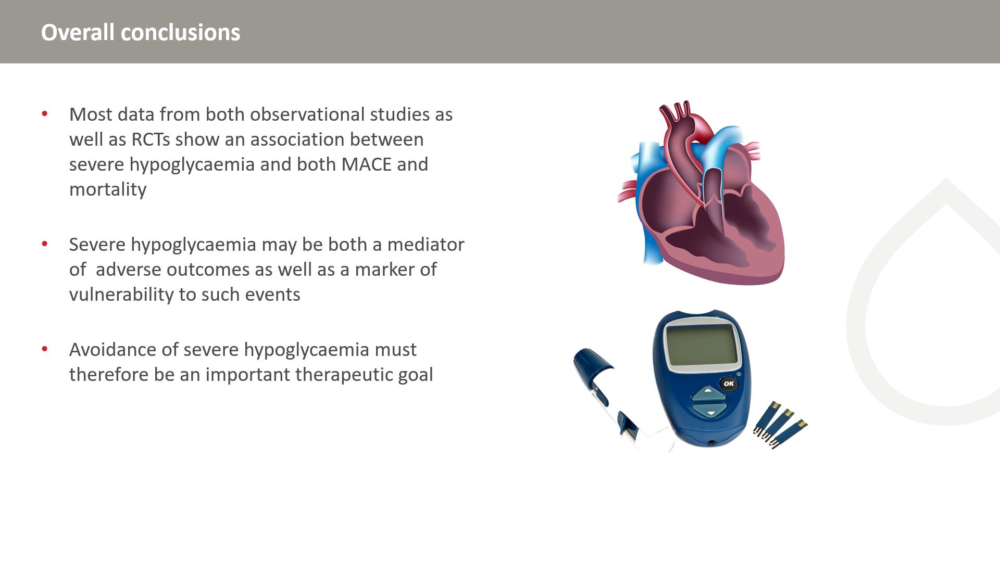 Overall conclusions
• Most data from both observational studies as
well as RCTs show an association between
severe hypoglycaemia and both MACE and
mortality
• Severe hypoglycaemia may be both a mediator
of  adverse outcomes as well as a marker of
vulnerability to such events
• Avoidance of severe hypoglycaemia must
therefore be an important therapeutic goal
OK